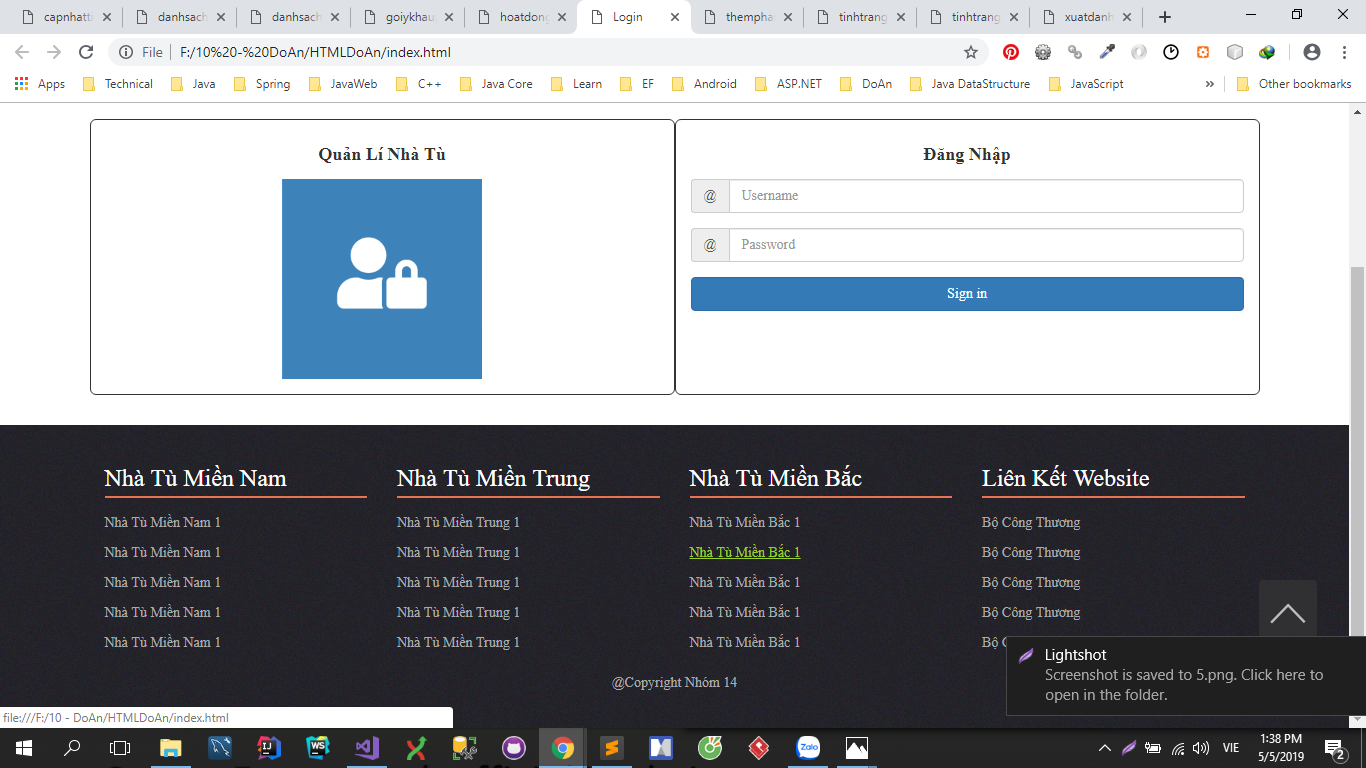 capnhatt
danhsach
danhsach
goiykhau
hoatdong
Login
thempha
tinhtrang
tinhtrang
xuatdanh
File
F:/10%20-%20DoAn/HTMLDoAn/index.html
Apps
Technical
Java
Spring
JavaWeb
C++
Java Core
Learn
EF
Android
ASP.NET
DoAn
Java DataStructure
JavaScript
»
Other bookmarks
Quản Lí Nhà Tù
Đăng Nhập
@ Username
@ Password
Sign in
Nhà Tù Miền Nam
Nhà Tù Miền Nam 1
Nhà Tù Miền Nam 1
Nhà Tù Miền Nam 1
Nhà Tù Miền Nam 1
Nhà Tù Miền Nam 1
Nhà Tù Miền Trung
Nhà Tù Miền Trung 1
Nhà Tù Miền Trung 1
Nhà Tù Miền Trung 1
Nhà Tù Miền Trung 1
Nhà Tù Miền Trung 1
Nhà Tù Miền Bắc
Nhà Tù Miền Bắc 1
Nhà Tù Miền Bắc 1
Nhà Tù Miền Bắc 1
Nhà Tù Miền Bắc 1
Nhà Tù Miền Bắc 1
Liên Kết Website
Bộ Công Thương
Bộ Công Thương
Bộ Công Thương
Bộ Công Thương
Bộ
@Copyright Nhóm 14
Lightshot
Screenshot is saved to 5.png. Click here to
open in the folder.
file:///F:/10 - DoAn/HTMLDoAn/index.html
IJ
WS
Zalo
VIE
1:38 PM
5/5/2019
2